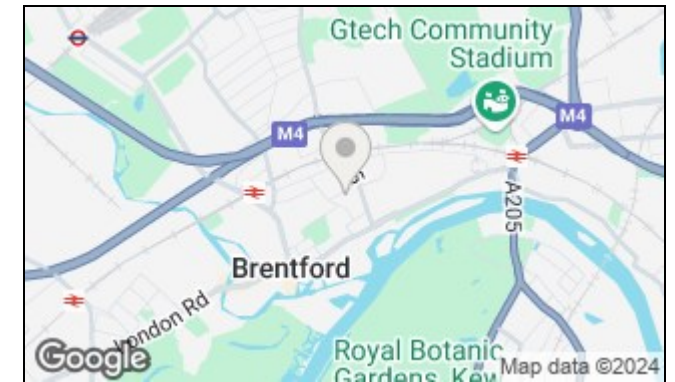 Gtech Community
Stadium
M4
M4
A205
Brentford
London Rd
Royal Botanic
Gardens, Kew
Google
Map data ©2024